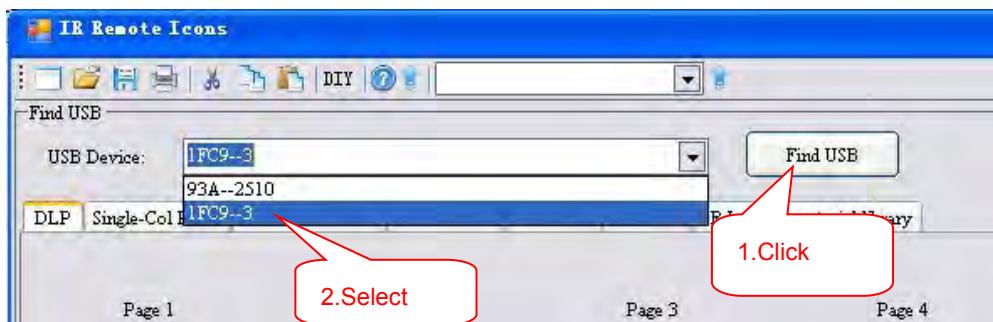 IR Remote Icons
DIY
Find USB
USB Device:
1FC9--3
Find USB
93A--2510
1FC9--3
DLP
Single-Col
1.Click
2.Select
Page 1
Page 3
Page 4